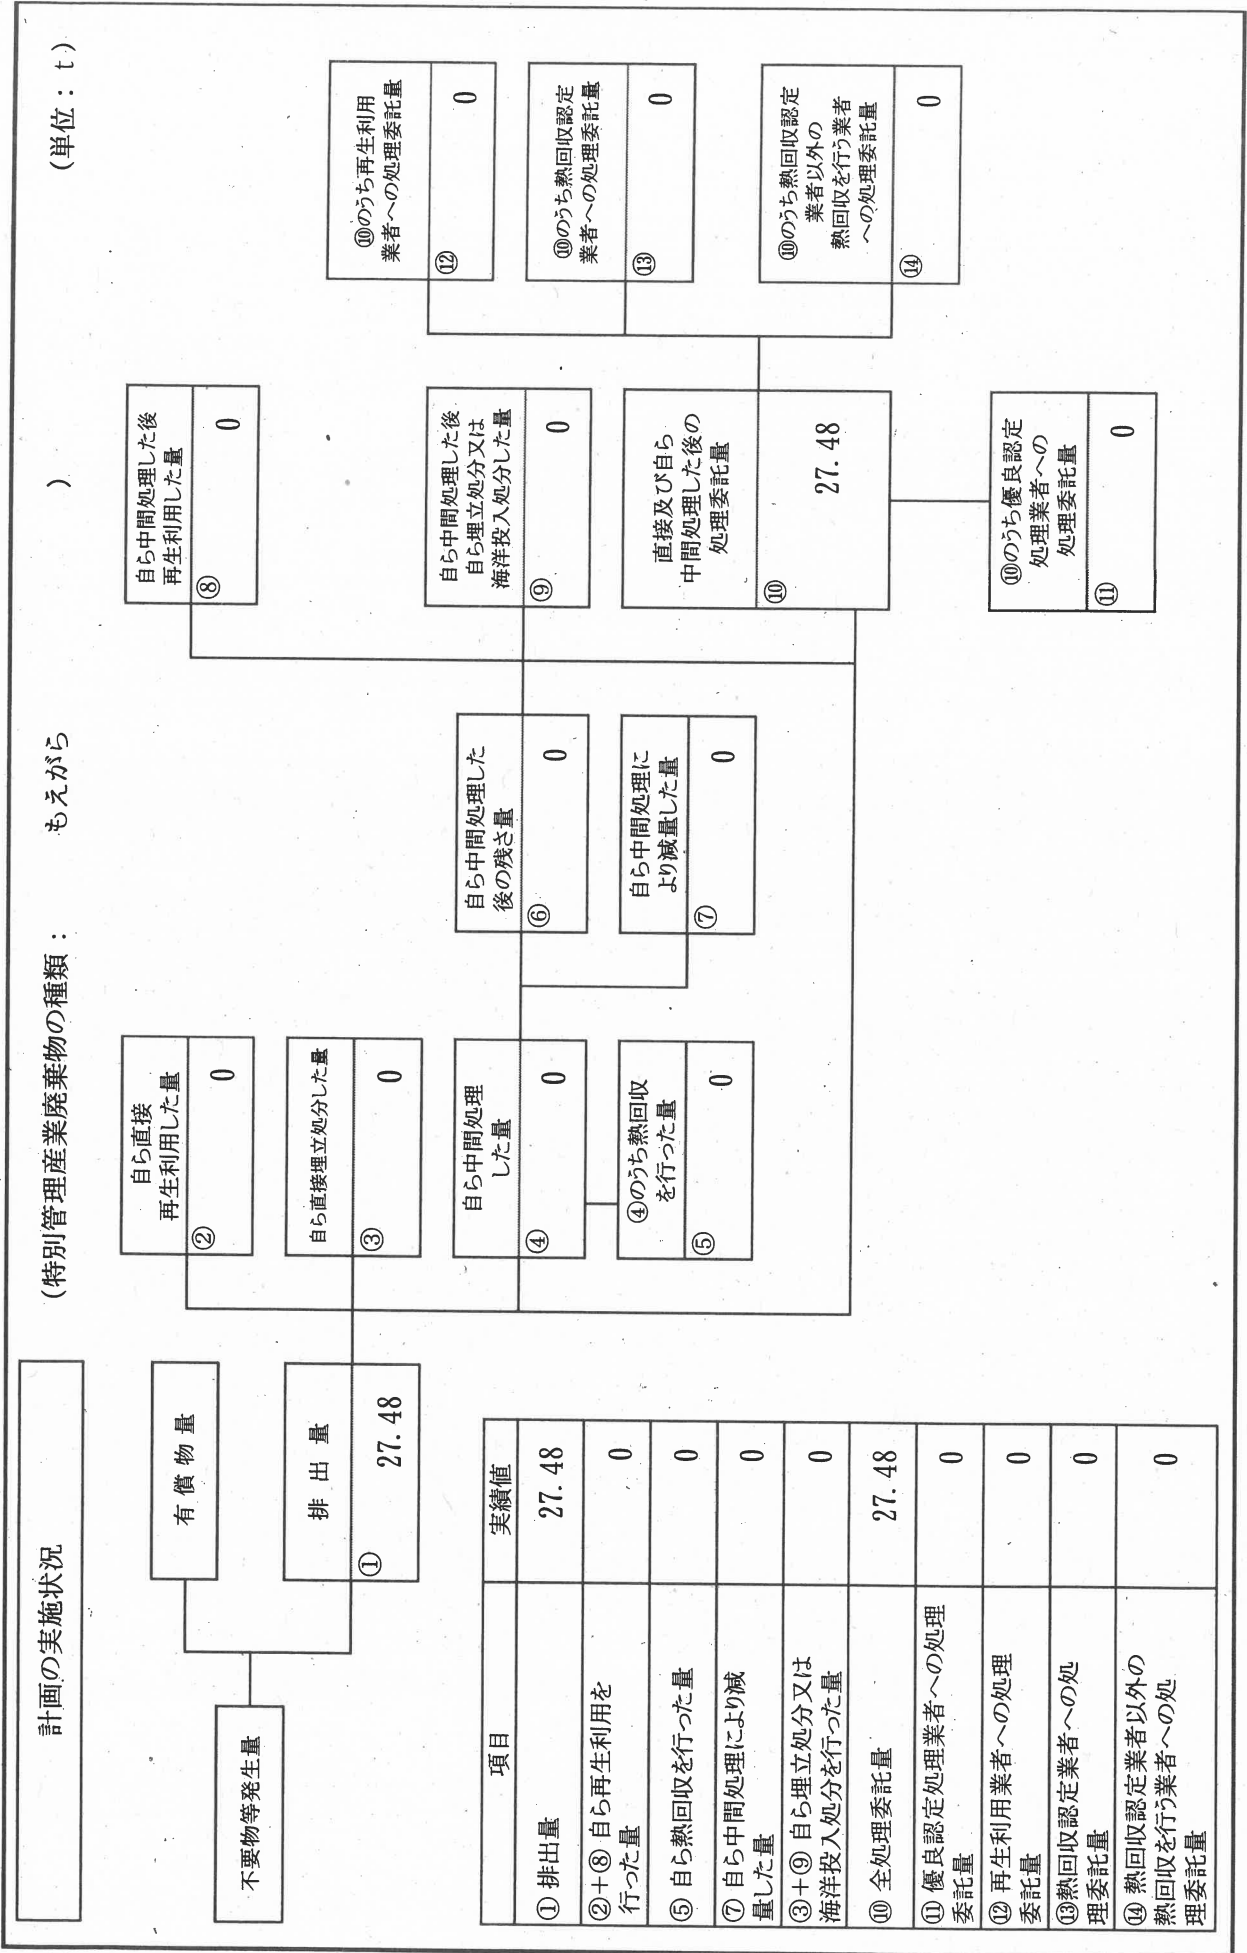 計画の実施状況
(特別管理産業廃棄物の種類： もえがら )
(単位：t)
不要物等発生量
有償物量
排出量
① 27.48
自ら直接
再生利用した量
② 0
自ら直接埋立処分した量
③ 0
自ら中間処理
した量
④ 0
④のうち熱回収
を行った量
⑤ 0
自ら中間処理した
後の残さ量
⑥ 0
自ら中間処理に
より減量した量
⑦ 0
自ら中間処理した後
再生利用した量
⑧ 0
自ら中間処理した後
自ら埋立処分又は
海洋投入処分した量
⑨ 0
直接及び自ら
中間処理した後の
処理委託量
⑩ 27.48
⑩のうち優良認定
処理業者への
処理委託量
⑪ 0
⑩のうち再生利用
業者への処理委託量
⑫ 0
⑩のうち熱回収認定
業者への処理委託量
⑬ 0
⑩のうち熱回収認定
業者以外の
熱回収を行う業者
への処理委託量
⑭ 0
項目 実績値
① 排出量 27.48
②+⑧ 自ら再生利用を
行った量 0
⑤ 自ら熱回収を行った量 0
⑦ 自ら中間処理により減
量した量 0
③+⑨ 自ら埋立処分又は
海洋投入処分を行った量 0
⑩ 全処理委託量 27.48
⑪ 優良認定処理業者への処理
委託量 0
⑫ 再生利用業者への処理
委託量 0
⑬熱回収認定業者への処
理委託量 0
⑭ 熱回収認定業者以外の
熱回収を行う業者への処
理委託量 0